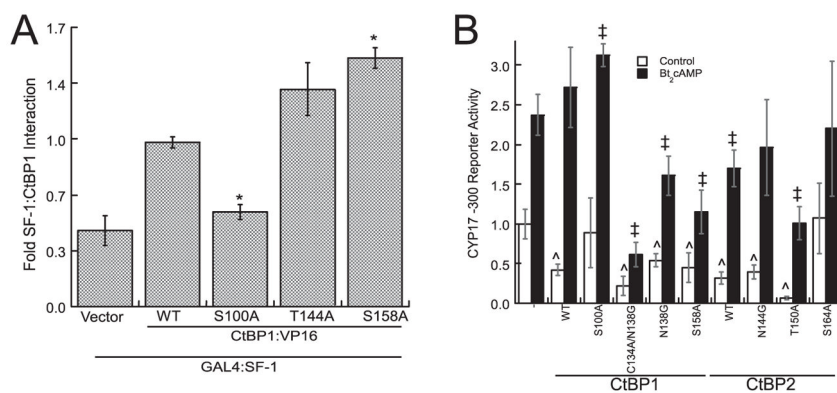 A
Fold SF-1:CtBP1 Interaction
1.7
1.4
1.0
0.7
0.3
0.0
*
*
Vector
WT
S100A
T144A
S158A
CtBP1:VP16
GAL4:SF-1
B
CYP17 -300 Reporter Activity
3.0
2.5
2.0
1.5
1.0
0.5
0.0
Control
Bt2cAMP
^
‡
^
‡
^
‡
^
‡
^
‡
^
^
‡
-
WT
S100A
C134A/N138G
N138G
S158A
WT
N144G
T150A
S164A
CtBP1
CtBP2